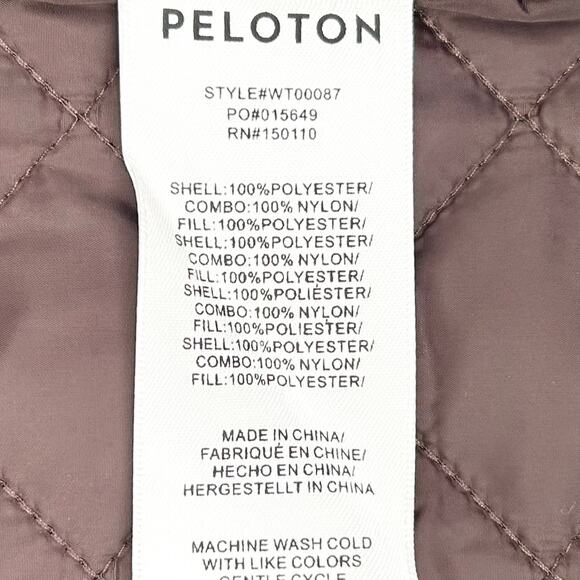 PELOTON
STYLE#WT00087
PO#015649
RN#150110
SHELL:100%POLYESTER/
COMBO:100% NYLON/
FILL:100%POLYESTER/
SHELL:100%POLYESTER/
COMBO:100% NYLON/
FILL:100%POLYESTER/
SHELL:100%POLIÉSTER/
COMBO:100% NYLON/
FILL:100%POLIESTER/
SHELL:100%POLYESTER/
COMBO:100% NYLON/
FILL:100%POLYESTER/
MADE IN CHINA/
FABRIQUÉ EN CHINE/
HECHO EN CHINA/
HERGESTELLT IN CHINA
MACHINE WASH COLD
WITH LIKE COLORS
GENTLE CYCLE